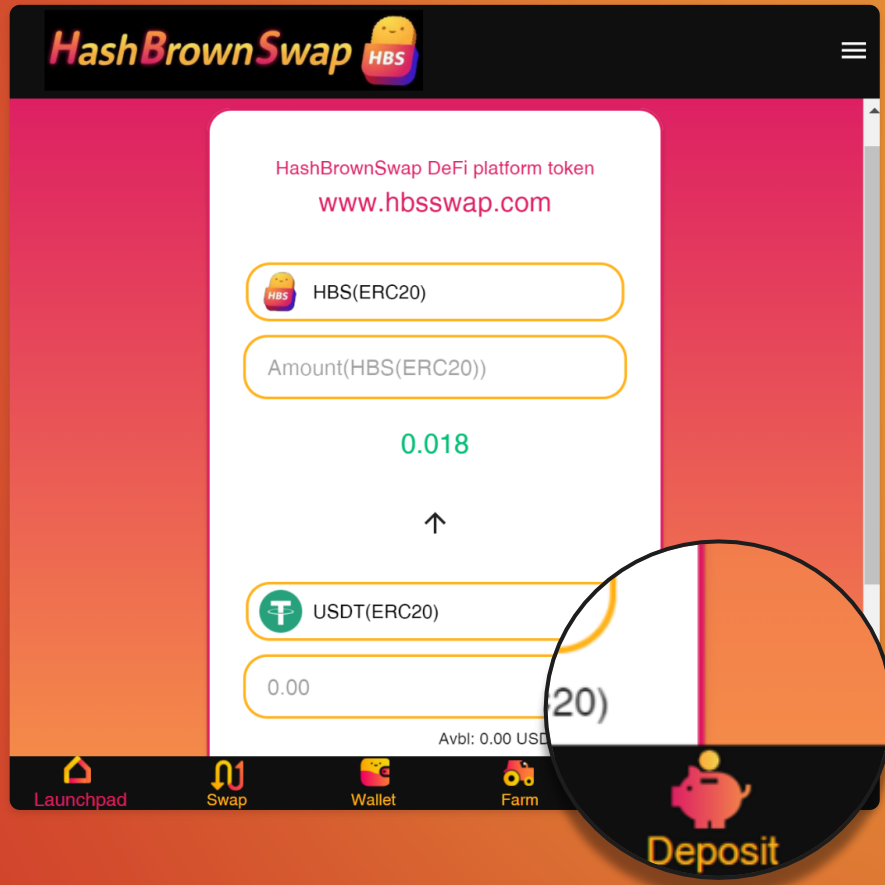 HashBrownSwap HBS
HashBrownSwap DeFi platform token
www.hbsswap.com
HBS HBS(ERC20)
Amount(HBS(ERC20))
0.018
USDT(ERC20)
0.00
20)
Avbl: 0.00 USD
Launchpad
Swap
Wallet
Farm
Deposit